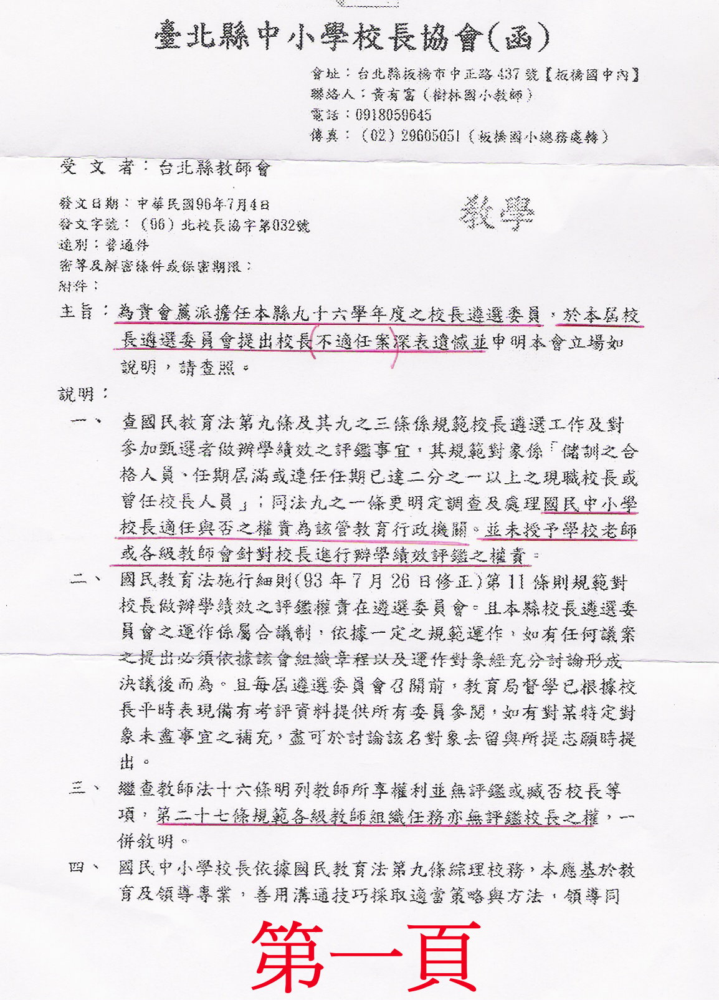 臺北縣中小學校長協會(函)
會址：台北縣板橋市中正路 437 號【板橋國中內】
聯絡人：黃有富（樹林國小教師）
電話：0918059645
傳真：（02）29605051（板橋國小總務處轉）
受文者：台北縣教師會
發文日期：中華民國96年7月4日
發文字號：（96）北校長協字第032號
速別：普通件
密等及解密條件或保密期限：
附件：
教學
主旨：為貴會薦派擔任本縣九十六學年度之校長遴選委員，於本屆校
長遴選委員會提出校長(不適任案)深表遺憾並申明本會立場如
說明，請查照。
說明：
一、 查國民教育法第九條及其九之三條係規範校長遴選工作及對
參加甄選者做辦學績效之評鑑事宜，其規範對象係「儲訓之合
格人員、任期屆滿或連任任期已達二分之一以上之現職校長或
曾任校長人員」；同法九之一條更明定調查及處理國民中小學
校長適任與否之權責為該管教育行政機關。並未授予學校老師
或各級教師會針對校長進行辦學績效評鑑之權責。
二、 國民教育法施行細則(93 年 7 月 26 日修正)第 11 條則規範對
校長做辦學績效之評鑑權責在遴選委員會。且本縣校長遴選委
員會之運作係屬合議制，依據一定之規範運作，如有任何議案
之提出必須依據該會組織章程以及運作對象經充分討論形成
決議後而為。且每屆遴選委員會召開前，教育局督學已根據校
長平時表現備有考評資料提供所有委員參閱，如有對某特定對
象未盡事宜之補充，盡可於討論該名對象去留與所提志願時提
出。
三、 繼查教師法十六條明列教師所享權利並無評鑑或臧否校長等
項，第二十七條規範各級教師組織任務亦無評鑑校長之權，一
併敘明。
四、 國民中小學校長依據國民教育法第九條綜理校務，本應基於教
育及領導專業，善用溝通技巧採取適當策略與方法，領導同
第一頁